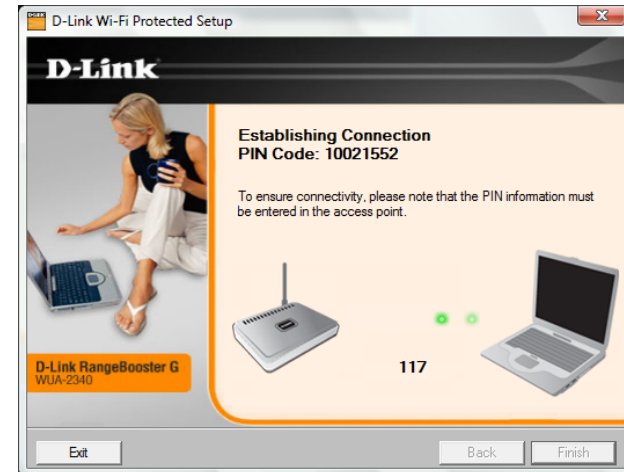 D-Link Wi-Fi Protected Setup
D-Link
Establishing Connection
PIN Code: 10021552
To ensure connectivity, please note that the PIN information must
be entered in the access point.
117
D-Link RangeBooster G
WUA-2340
Exit
Back
Finish